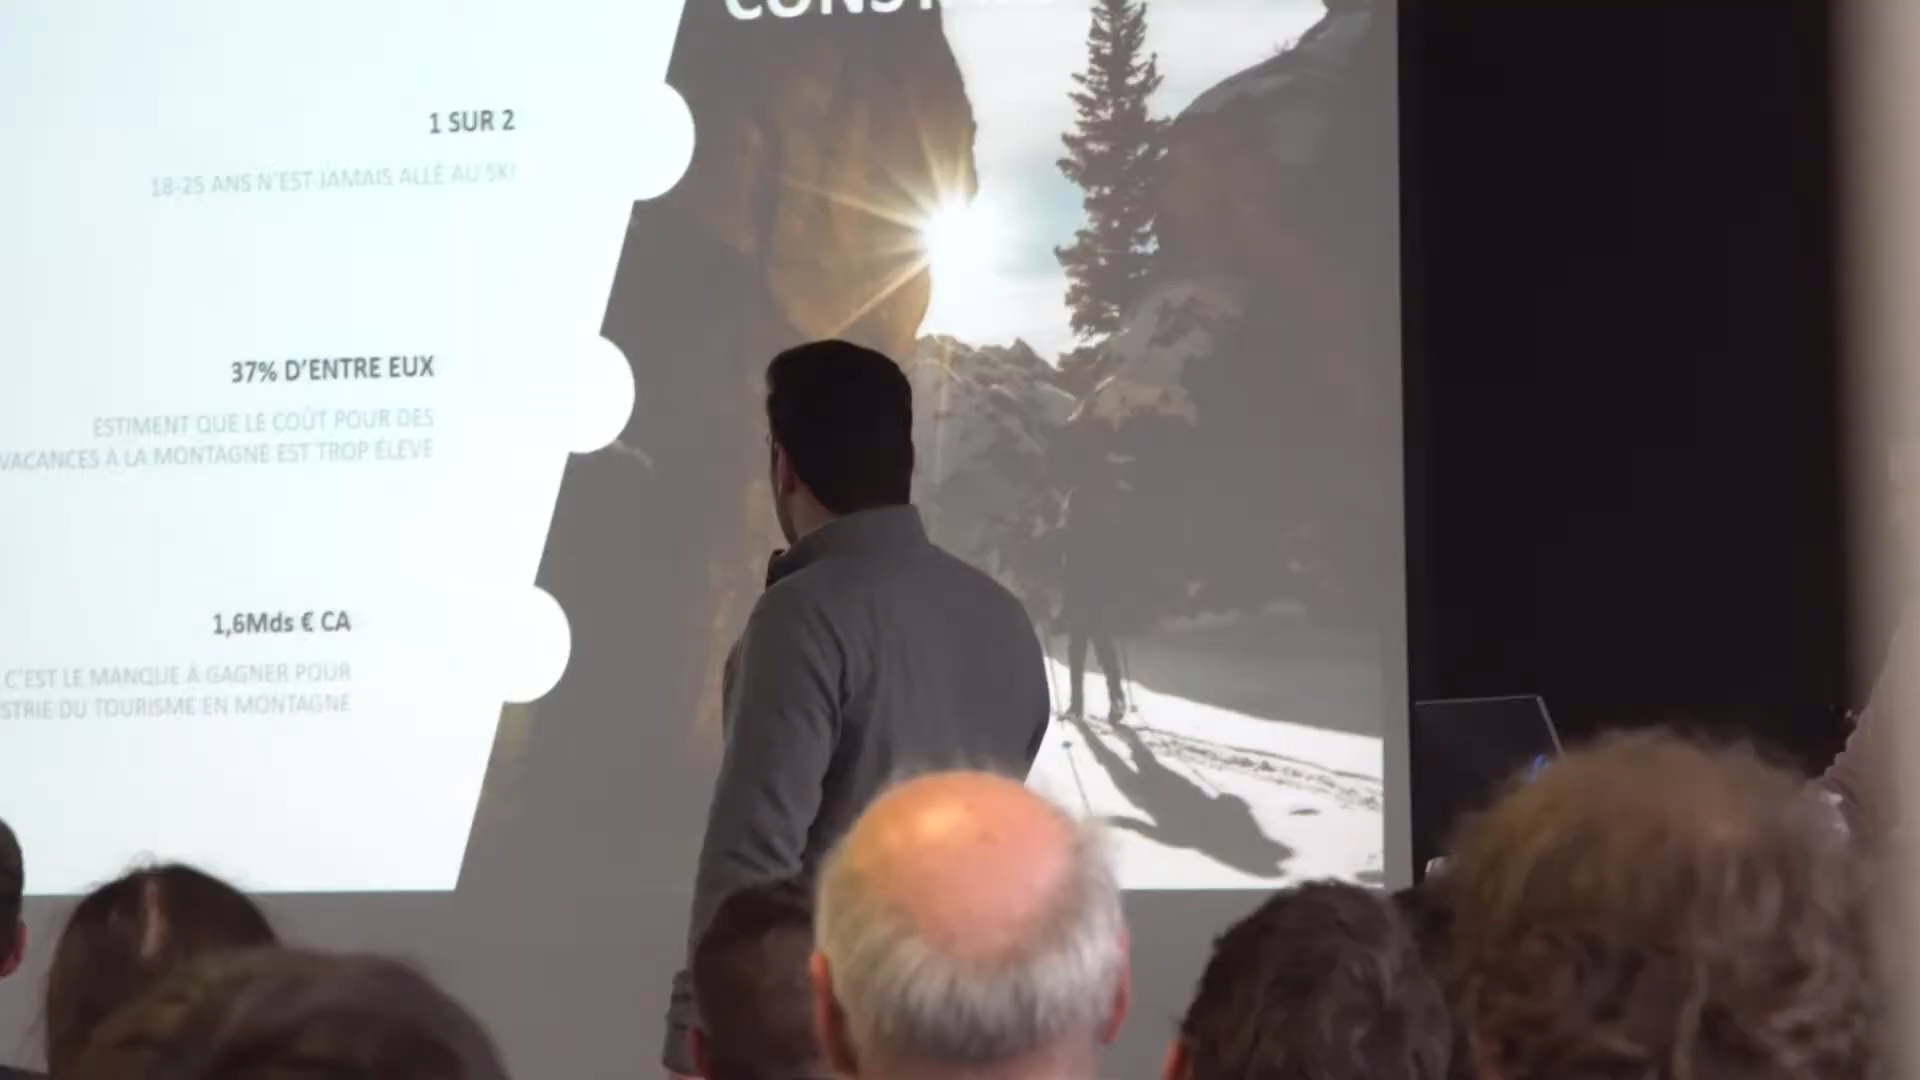 1 SUR 2
18-25 ANS N'EST JAMAIS ALLÉ AU SKI
37% D'ENTRE EUX
ESTIMENT QUE LE COÛT POUR DES
VACANCES À LA MONTAGNE EST TROP ÉLEVÉ
1,6Mds € CA
C'EST LE MANQUE À GAGNER POUR
STRIE DU TOURISME EN MONTAGNE